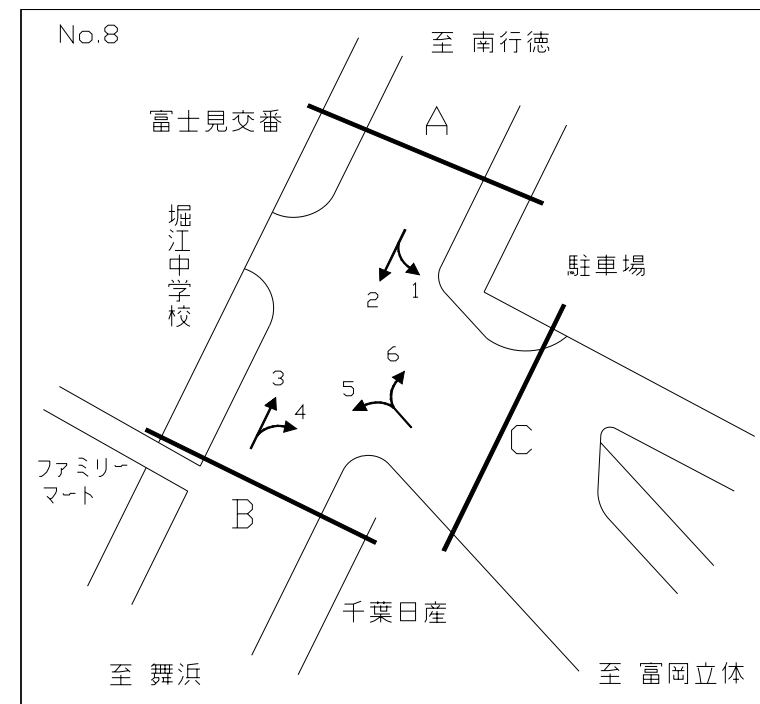 No.8
至 南行徳
富士見交番
A
堀江中学校
駐車場
1
2
3
4
5
6
C
B
ファミリー
マート
千葉日産
至 舞浜
至 富岡立体